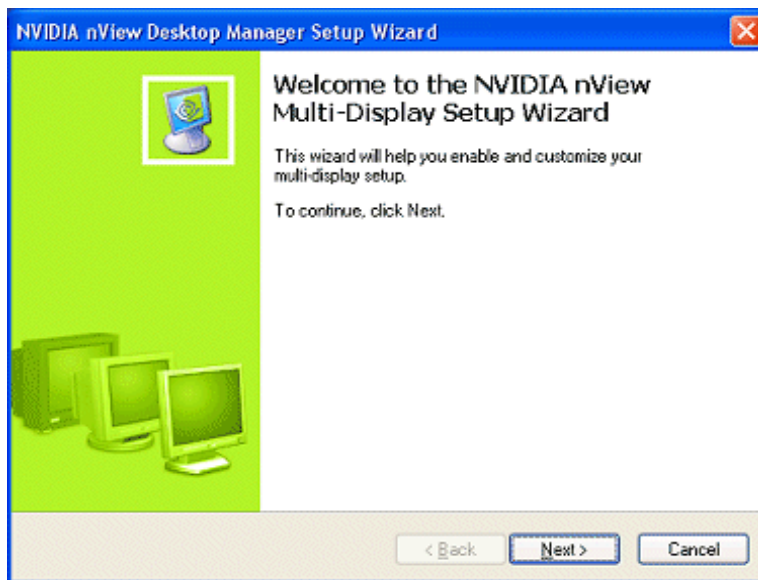 NVIDIA nView Desktop Manager Setup Wizard
Welcome to the NVIDIA nView
Multi-Display Setup Wizard
This wizard will help you enable and customize your
multi-display setup.
To continue, click Next.
< Back
Next >
Cancel